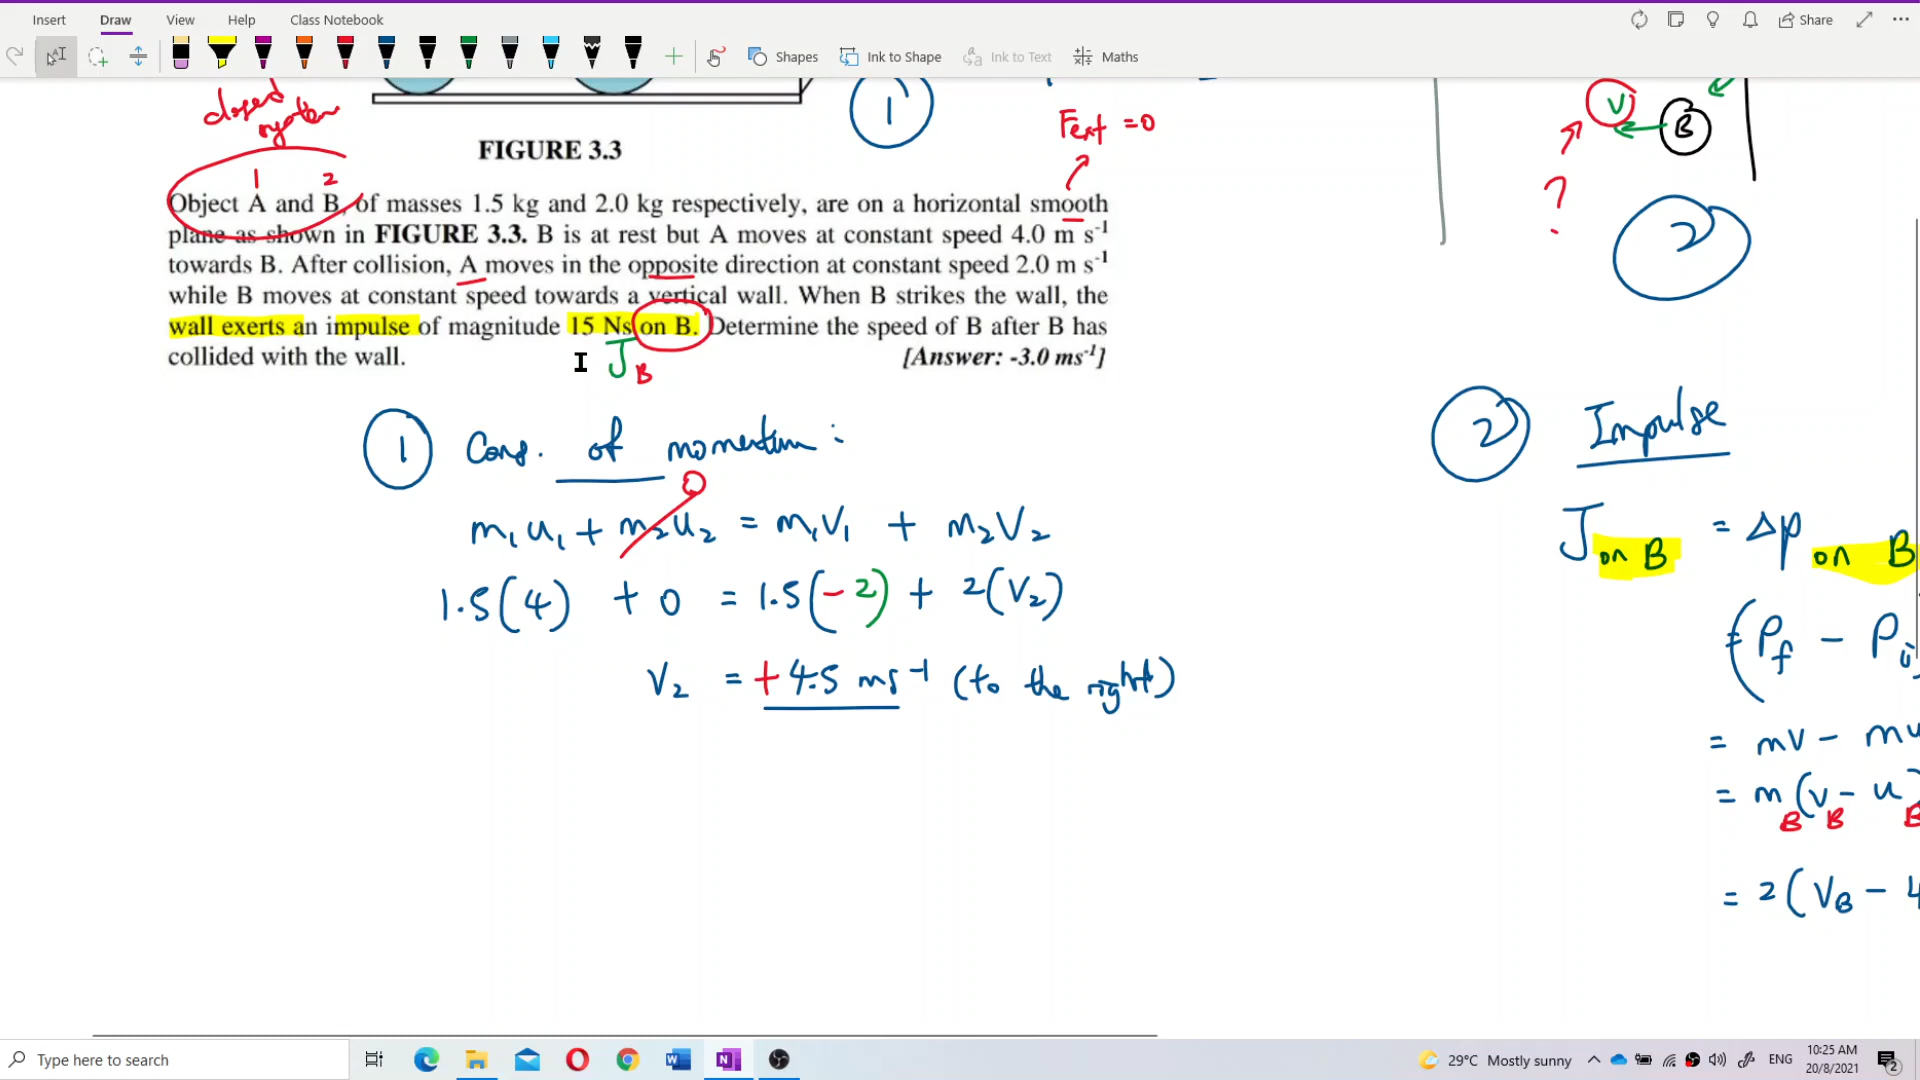 Insert Draw View Help Class Notebook Share
Shapes Ink to Shape Ink to Text Maths
closed
system
1
Fext = 0
FIGURE 3.3
V
B
1 2
?
2
Object A and B, of masses 1.5 kg and 2.0 kg respectively, are on a horizontal smooth
plane as shown in FIGURE 3.3. B is at rest but A moves at constant speed 4.0 m s⁻¹
towards B. After collision, A moves in the opposite direction at constant speed 2.0 m s⁻¹
while B moves at constant speed towards a vertical wall. When B strikes the wall, the
wall exerts an impulse of magnitude 15 Ns on B. Determine the speed of B after B has
collided with the wall. [Answer: -3.0 ms⁻¹]
J B
1 Cons. of momentum :
0
m₁u₁ + m₂u₂ = m₁V₁ + m₂V₂
1.5(4) + 0 = 1.5(-2) + 2(V₂)
V₂ = +4.5 ms⁻¹ (to the right)
2 Impulse
J on B = Δp on B
= (Pf - Pi
= mV - mu
= m B (v B - u B
= 2(VB - 4
Type here to search
29°C Mostly sunny ENG 10:25 AM
20/8/2021
2